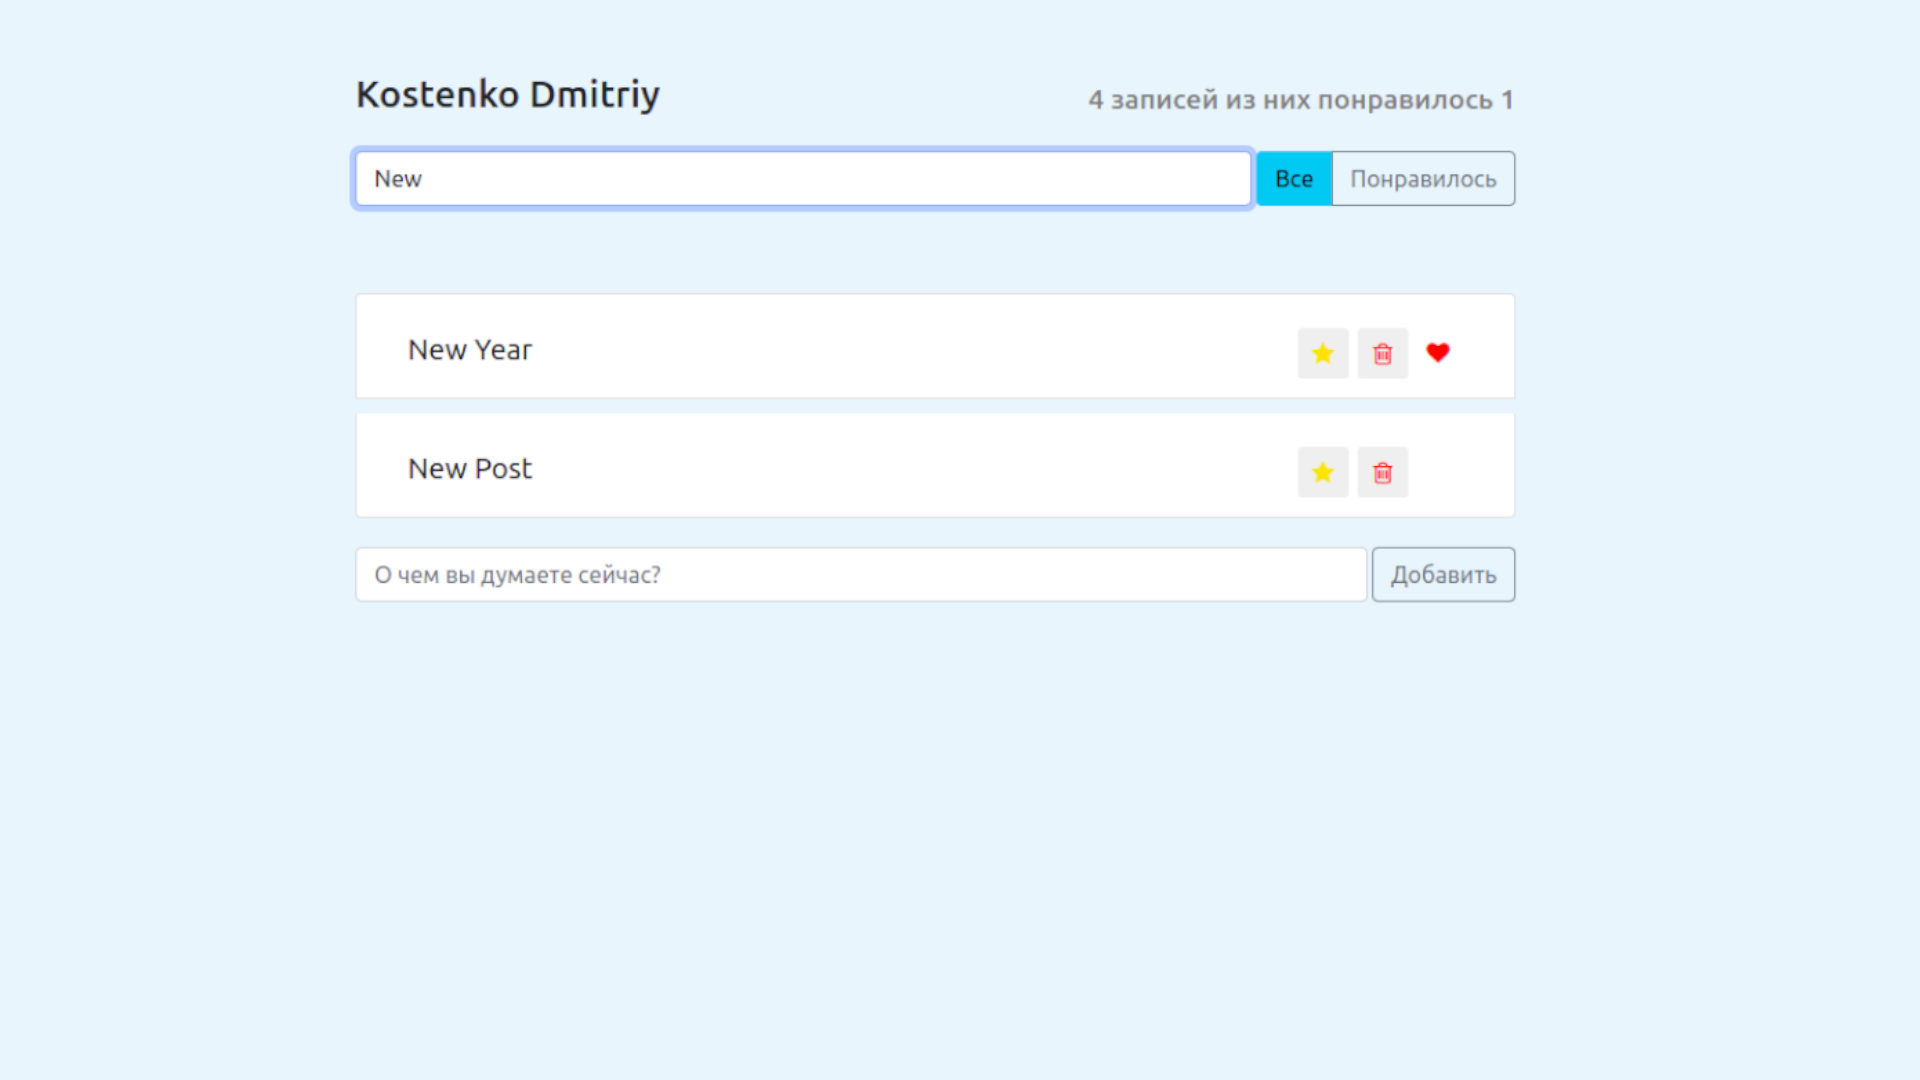 Kostenko Dmitriy
4 записей из них понравилось 1
New
Все
Понравилось
New Year
New Post
О чем вы думаете сейчас?
Добавить